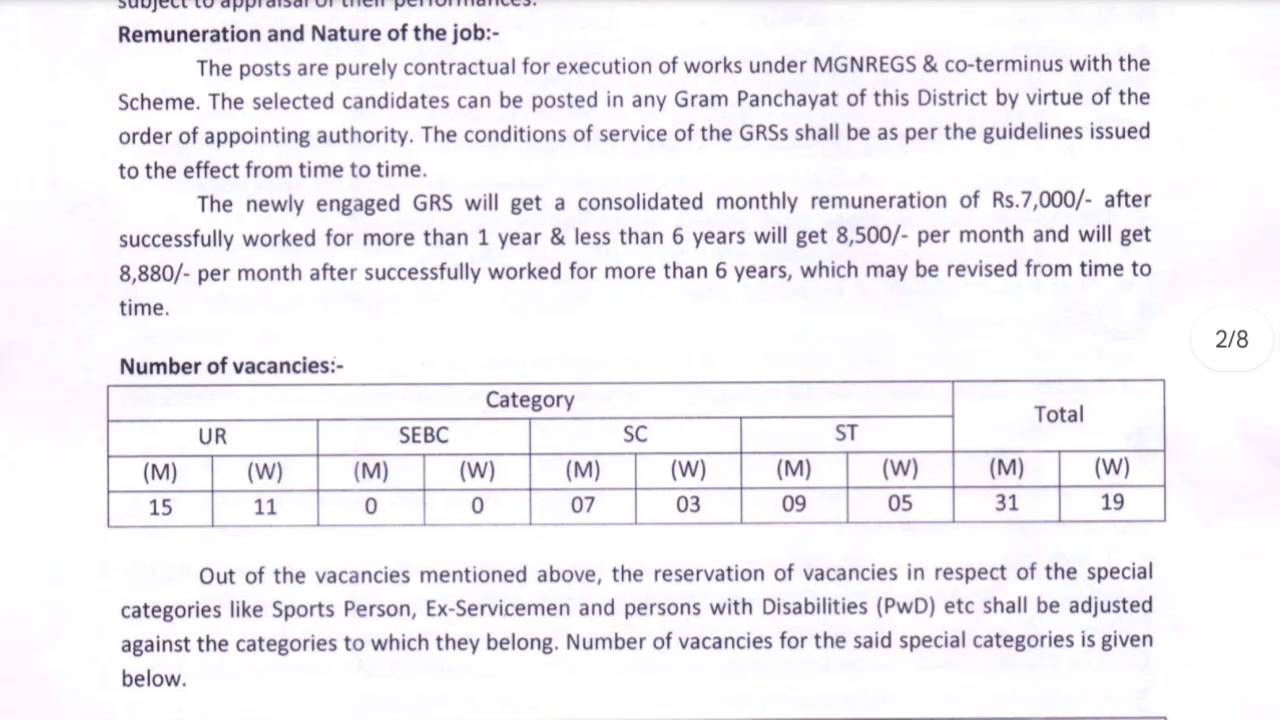 subject to appraisal of their performances.
Remuneration and Nature of the job:-
The posts are purely contractual for execution of works under MGNREGS & co-terminus with the
Scheme. The selected candidates can be posted in any Gram Panchayat of this District by virtue of the
order of appointing authority. The conditions of service of the GRSs shall be as per the guidelines issued
to the effect from time to time.
The newly engaged GRS will get a consolidated monthly remuneration of Rs.7,000/- after
successfully worked for more than 1 year & less than 6 years will get 8,500/- per month and will get
8,880/- per month after successfully worked for more than 6 years, which may be revised from time to
time.
2/8
Number of vacancies:-
Category Total
UR SEBC SC ST
(M) (W) (M) (W) (M) (W) (M) (W) (M) (W)
15 11 0 0 07 03 09 05 31 19
Out of the vacancies mentioned above, the reservation of vacancies in respect of the special
categories like Sports Person, Ex-Servicemen and persons with Disabilities (PwD) etc shall be adjusted
against the categories to which they belong. Number of vacancies for the said special categories is given
below.